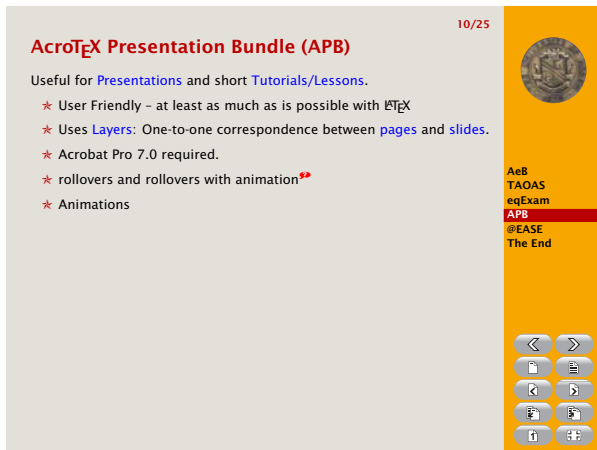 10/25
AcroTEX Presentation Bundle (APB)
Useful for Presentations and short Tutorials/Lessons.
★ User Friendly – at least as much as is possible with LATEX
★ Uses Layers: One-to-one correspondence between pages and slides.
★ Acrobat Pro 7.0 required.
★ rollovers and rollovers with animation
★ Animations
AeB
TAOAS
eqExam
APB
@EASE
The End